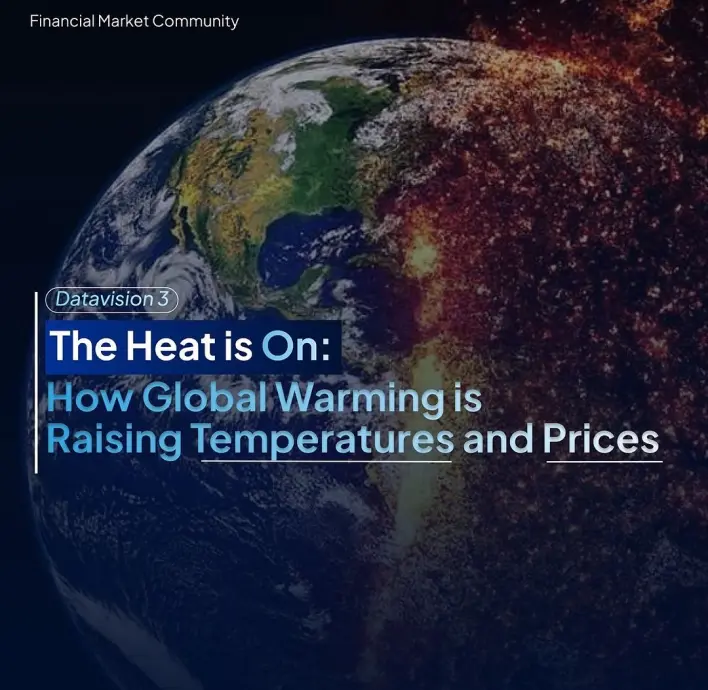 Financial Market Community
Datavision 3
The Heat is On:
How Global Warming is
Raising Temperatures and Prices